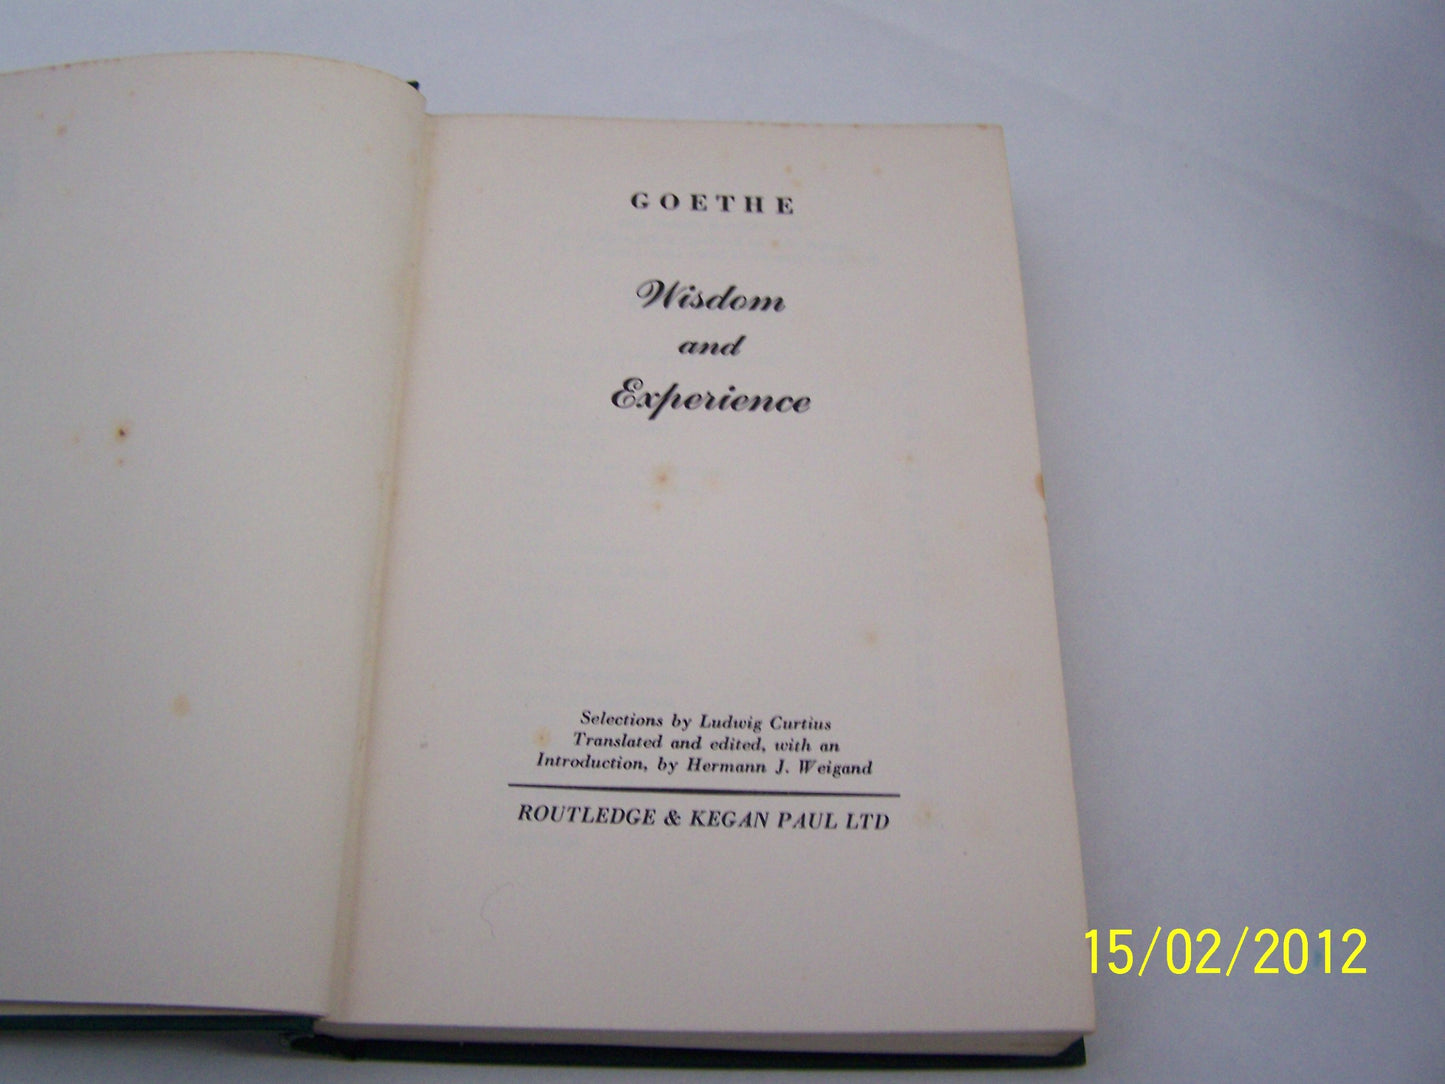 GOETHE
Wisdom
and
Experience
Selections by Ludwig Curtius
Translated and edited, with an
Introduction, by Hermann J. Weigand
ROUTLEDGE & KEGAN PAUL LTD
15/02/2012